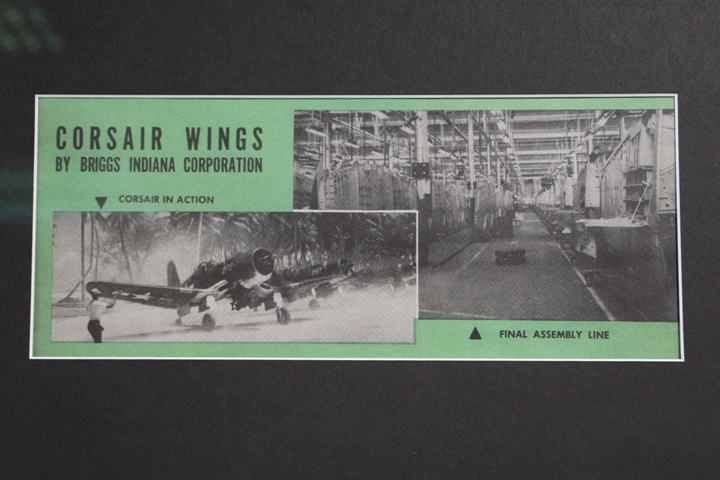 CORSAIR WINGS
BY BRIGGS INDIANA CORPORATION
CORSAIR IN ACTION
FINAL ASSEMBLY LINE